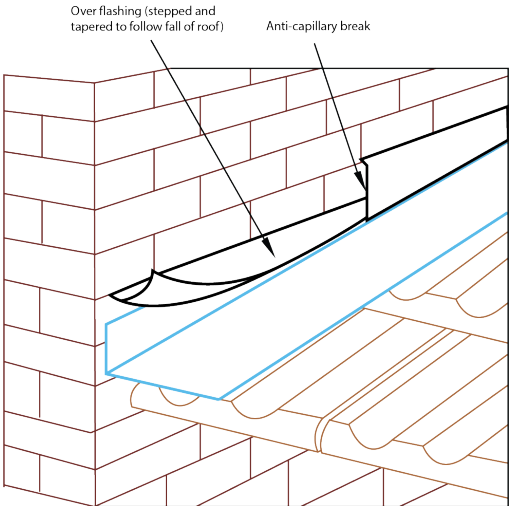 Over flashing (stepped and
tapered to follow fall of roof)
Anti-capillary break